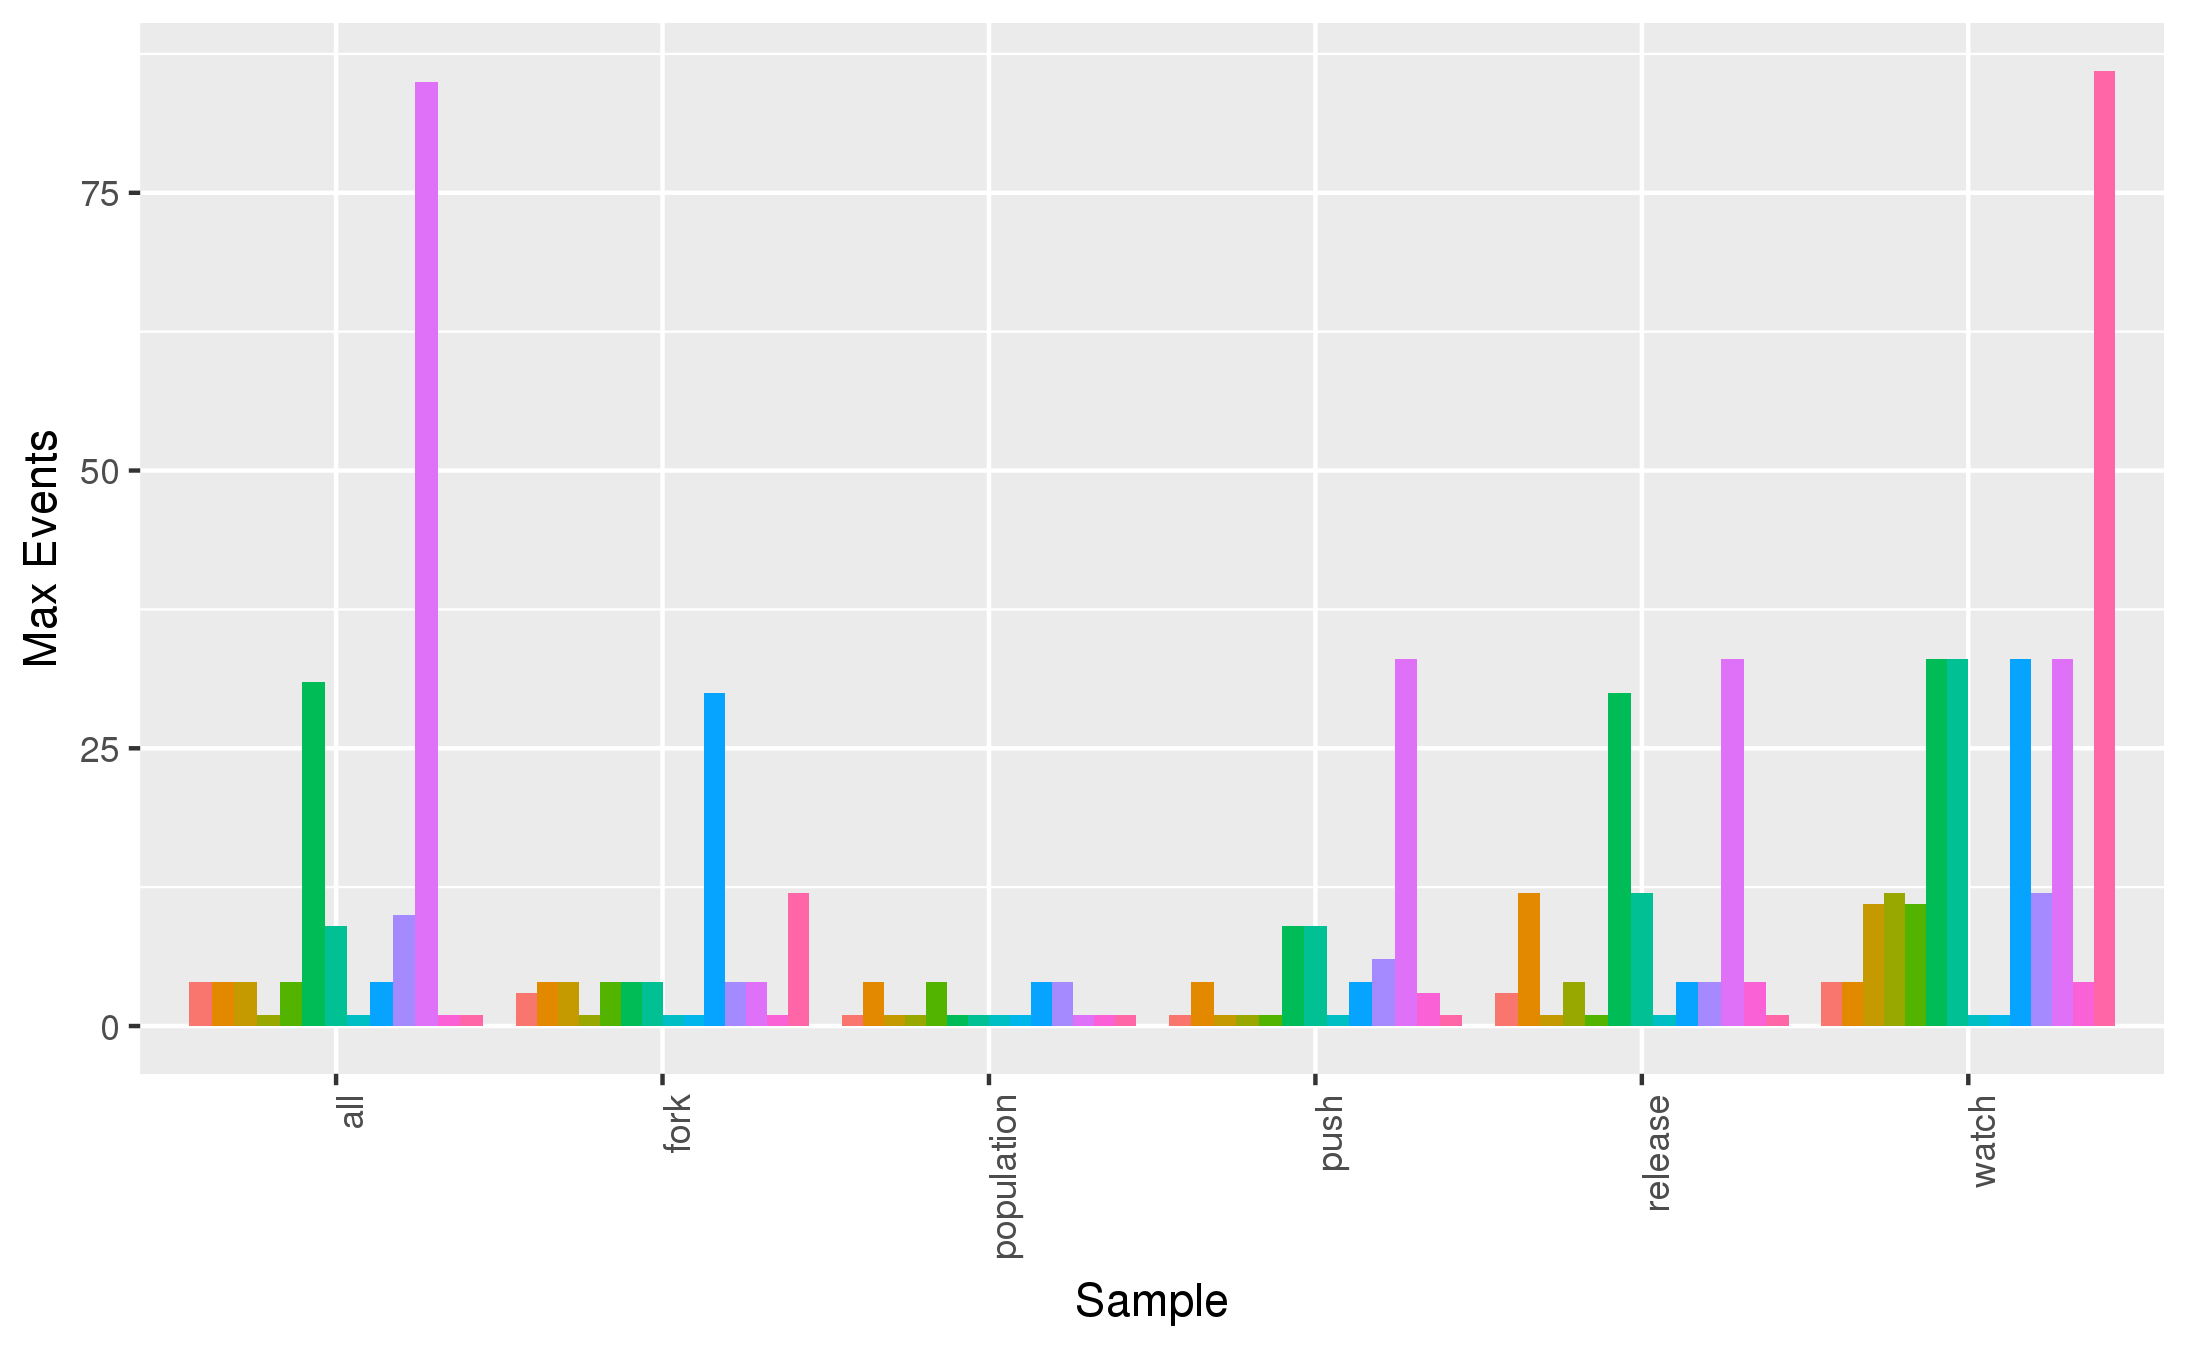 Max Events
75
50
25
0
all
fork
population
push
release
watch
Sample